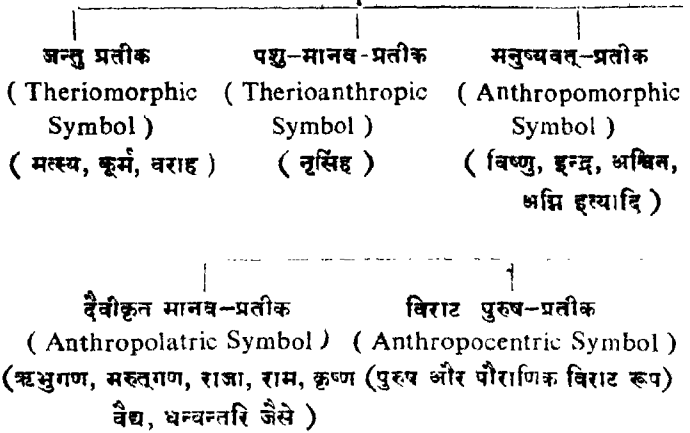 जन्तु प्रतीक पशु-मानव-प्रतीक मनुष्यवत्-प्रतीक
( Theriomorphic ( Therioanthropic ( Anthropomorphic
Symbol ) Symbol ) Symbol )
( मत्स्य, कूर्म, वराह ) ( नृसिंह ) ( विष्णु, इन्द्र, अश्विन,
अग्नि इत्यादि )
दैवीकृत मानव-प्रतीक विराट पुरुष-प्रतीक
( Anthropolatric Symbol ) ( Anthropocentric Symbol )
(ऋभुगण, मरुत्गण, राजा, राम, कृष्ण (पुरुष और पौराणिक विराट रूप)
वैद्य, धन्वन्तरि जैसे )